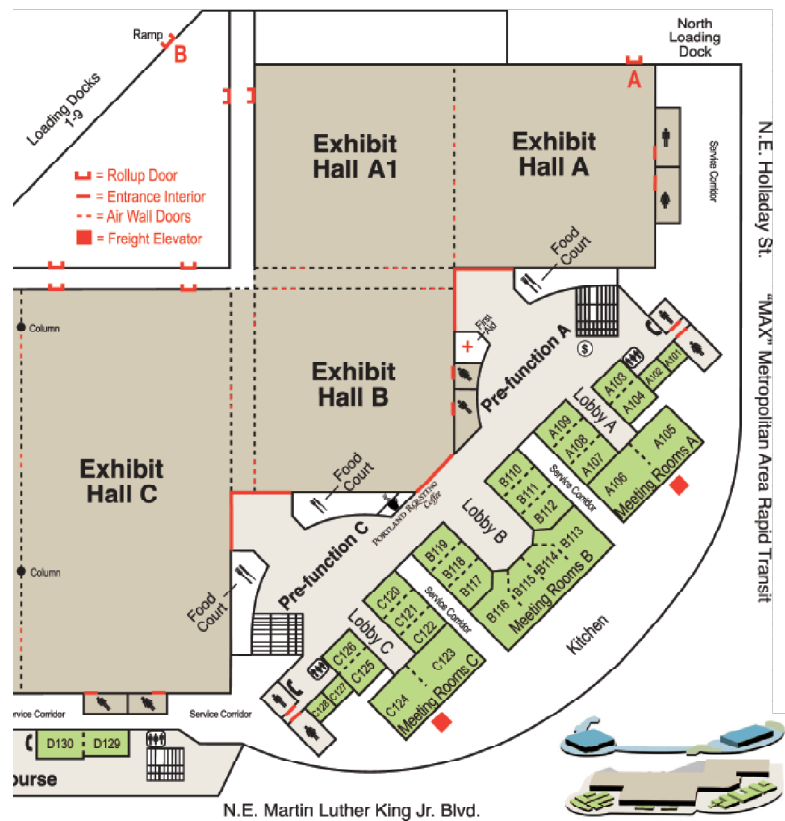 North
Loading
Dock
Ramp
B
A
Loading Docks
1-9
Exhibit
Hall A1
Exhibit
Hall A
Service Corridor
N.E. Holladay St.
"MAX" Metropolitan Area Rapid Transit
= Rollup Door
= Entrance Interior
= Air Wall Doors
= Freight Elevator
Food
Court
Column
First
Aid
Pre-function A
$
Exhibit
Hall B
A101
A102
A103
A104
Lobby A
A105
A106
Meeting Rooms A
A109
A108
A107
Service Corridor
Exhibit
Hall C
Food
Court
PORTLAND ROASTING
Coffee
B110
B111
B112
Lobby B
B113
B114
B115
B116
Meeting Rooms B
B119
B118
B117
Service Corridor
Pre-function C
Column
Food
Court
C120
C121
C122
Lobby C
C123
C124
Meeting Rooms C
C126
C125
C127
C128
Kitchen
ervice Corridor
Service Corridor
D130
D129
ourse
N.E. Martin Luther King Jr. Blvd.